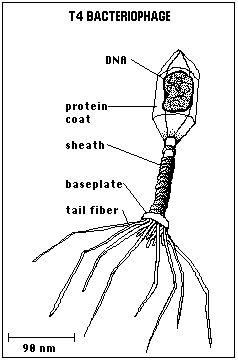 T4 BACTERIOPHAGE
DNA
protein
coat
sheath
baseplate
tail fiber
90 nm